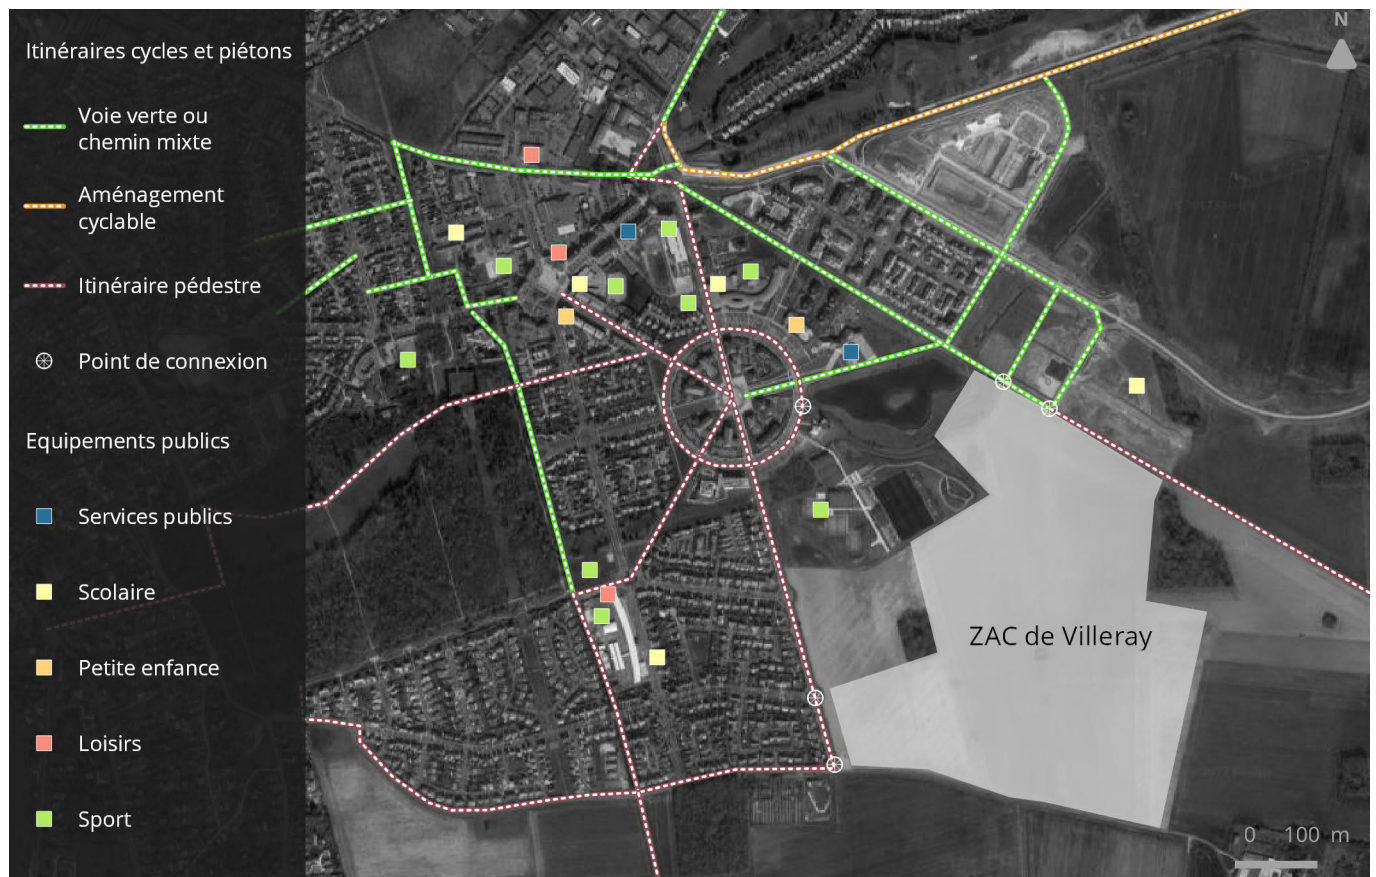 Itinéraires cycles et piétons
Voie verte ou
chemin mixte
Aménagement
cyclable
Itinéraire pédestre
Point de connexion
Equipements publics
Services publics
Scolaire
Petite enfance
Loisirs
Sport
N
ZAC de Villeray
0 100 m